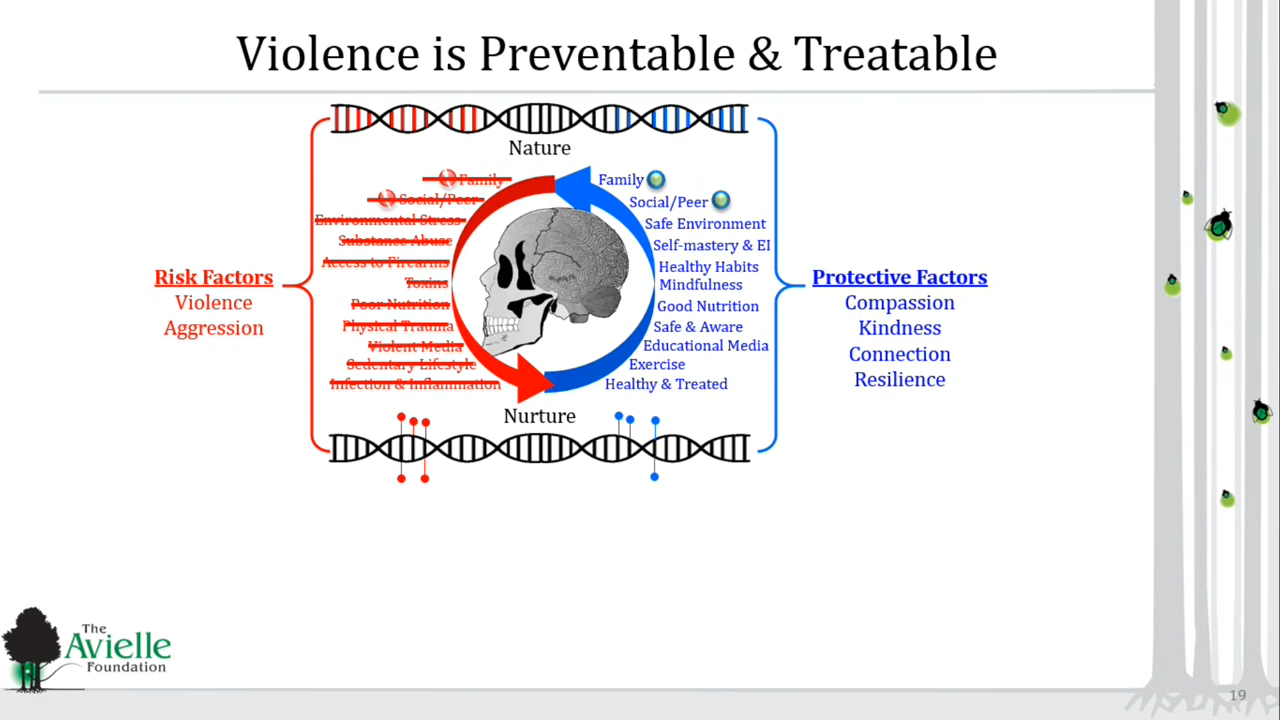 Violence is Preventable & Treatable
Nature
Family
Social/Peer
Environmental Stress
Substance Abuse
Access to Firearms
Toxins
Poor Nutrition
Physical Trauma
Violent Media
Sedentary Lifestyle
Infection & Inflammation
Family
Social/Peer
Safe Environment
Self-mastery & EI
Healthy Habits
Mindfulness
Good Nutrition
Safe & Aware
Educational Media
Exercise
Healthy & Treated
Risk Factors
Violence
Aggression
Protective Factors
Compassion
Kindness
Connection
Resilience
Nurture
The
Avielle
Foundation
19